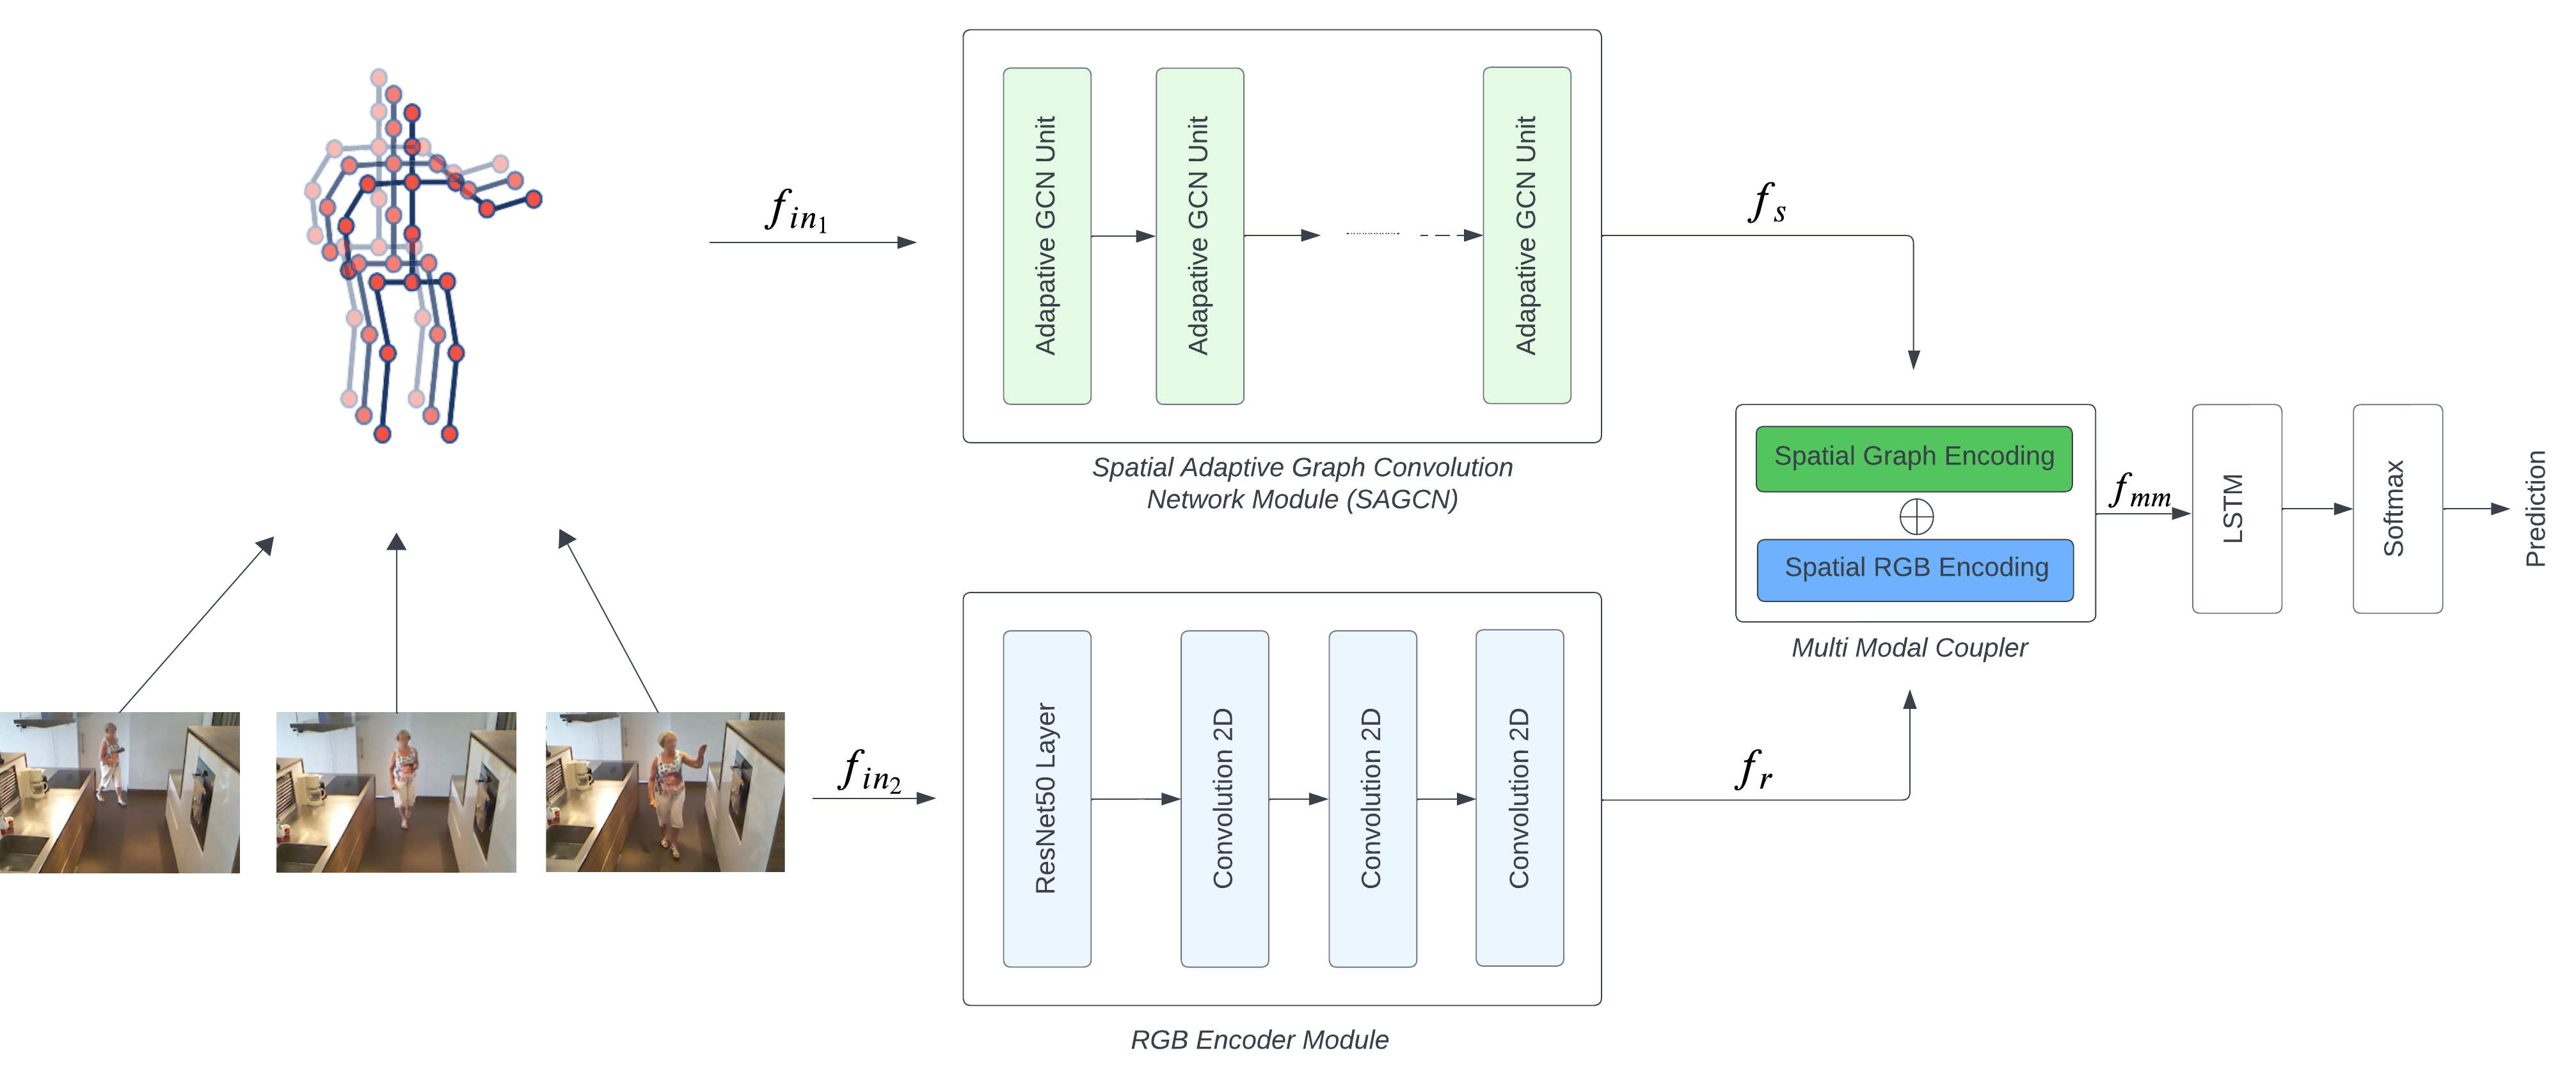 f_{in_1}
Adapative GCN Unit
Adapative GCN Unit
Adapative GCN Unit
f_s
Spatial Adaptive Graph Convolution
Network Module (SAGCN)
f_{in_2}
ResNet50 Layer
Convolution 2D
Convolution 2D
Convolution 2D
RGB Encoder Module
f_r
Spatial Graph Encoding
⊕
Spatial RGB Encoding
Multi Modal Coupler
f_{mm}
LSTM
Softmax
Prediction